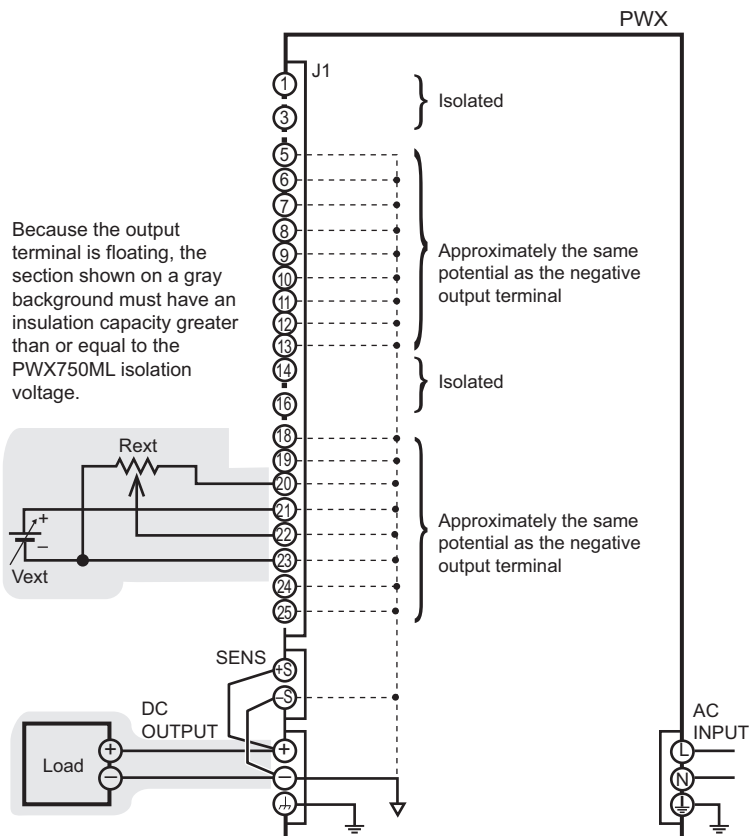 PWX
J1
1
3
Isolated
5
6
7
8
9
10
11
12
13
Approximately the same
potential as the negative
output terminal
Because the output
terminal is floating, the
section shown on a gray
background must have an
insulation capacity greater
than or equal to the
PWX750ML isolation
voltage.
14
16
Isolated
18
19
20
21
22
23
24
25
Approximately the same
potential as the negative
output terminal
Rext
+
–
Vext
SENS
+S
–S
DC
OUTPUT
Load
+
–
+
–
AC
INPUT
L
N